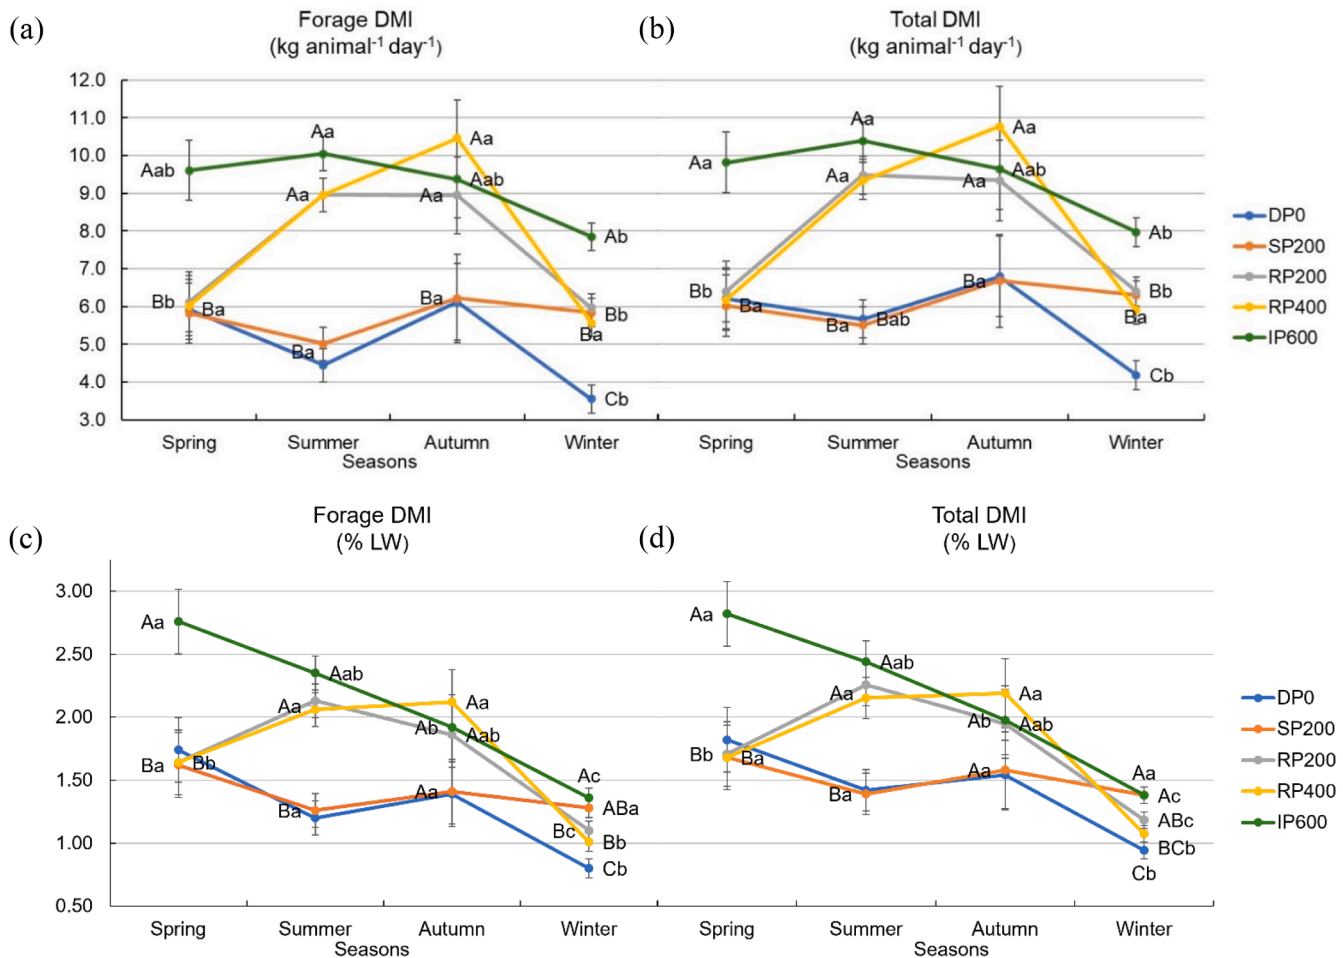 (a)
Forage DMI
(kg animal⁻¹ day⁻¹)
(b)
Total DMI
(kg animal⁻¹ day⁻¹)
12.0
11.0
10.0
9.0
8.0
7.0
6.0
5.0
4.0
3.0
Aab
Aa
Aa
Aa
Aab
Aa
Ab
Bb
Ba
Ba
Ba
Bb
Ba
Cb
Spring
Summer
Autumn
Winter
Seasons
Aa
Aa
Aa
Aa
Aab
Aa
Ab
Bb
Ba
Ba
Bab
Ba
Bb
Ba
Cb
Spring
Summer
Autumn
Winter
Seasons
DP0
SP200
RP200
RP400
IP600
(c)
Forage DMI
(% LW)
(d)
Total DMI
(% LW)
3.00
2.50
2.00
1.50
1.00
0.50
Aa
Aab
Aa
Aa
Ab
Aab
Ba
Bb
Ba
Aa
Ac
ABa
Bc
Bb
Cb
Spring
Summer
Autumn
Winter
Seasons
Aa
Aab
Aa
Aa
Ab
Aab
Bb
Ba
Ba
Aa
Aa
Ac
ABc
BCb
Cb
Spring
Summer
Autumn
Winter
Seasons
DP0
SP200
RP200
RP400
IP600